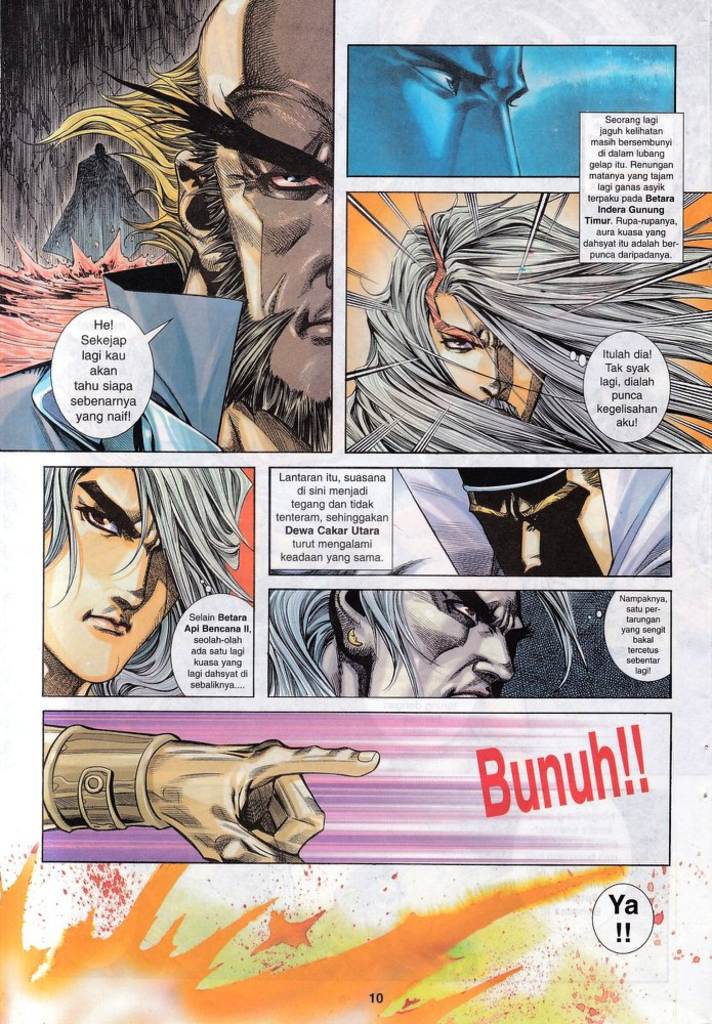 He!
Sekejap
lagi kau
akan
tahu siapa
sebenarnya
yang naif!
Seorang lagi
jaguh kelihatan
masih bersembunyi
di dalam lubang
gelap itu. Renungan
matanya yang tajam
lagi ganas asyik
terpaku pada Betara
Indera Gunung
Timur. Rupa-rupanya,
aura kuasa yang
dahsyat itu adalah ber-
punca daripadanya.
Itulah dia!
Tak syak
lagi, dialah
punca
kegelisahan
aku!
Selain Betara
Api Bencana II,
seolah-olah
ada satu lagi
kuasa yang
dahsyat di
sebaliknya....
Lantaran itu, suasana
di sini menjadi
tegang dan tidak
tenteram, sehinggakan
Dewa Cakar Utara
turut mengalami
keadaan yang sama.
Nampaknya,
satu per-
tarungan
yang sengit
bakal
tercetus
sebentar
lagi!
Bunuh!!
Ya
!!
10